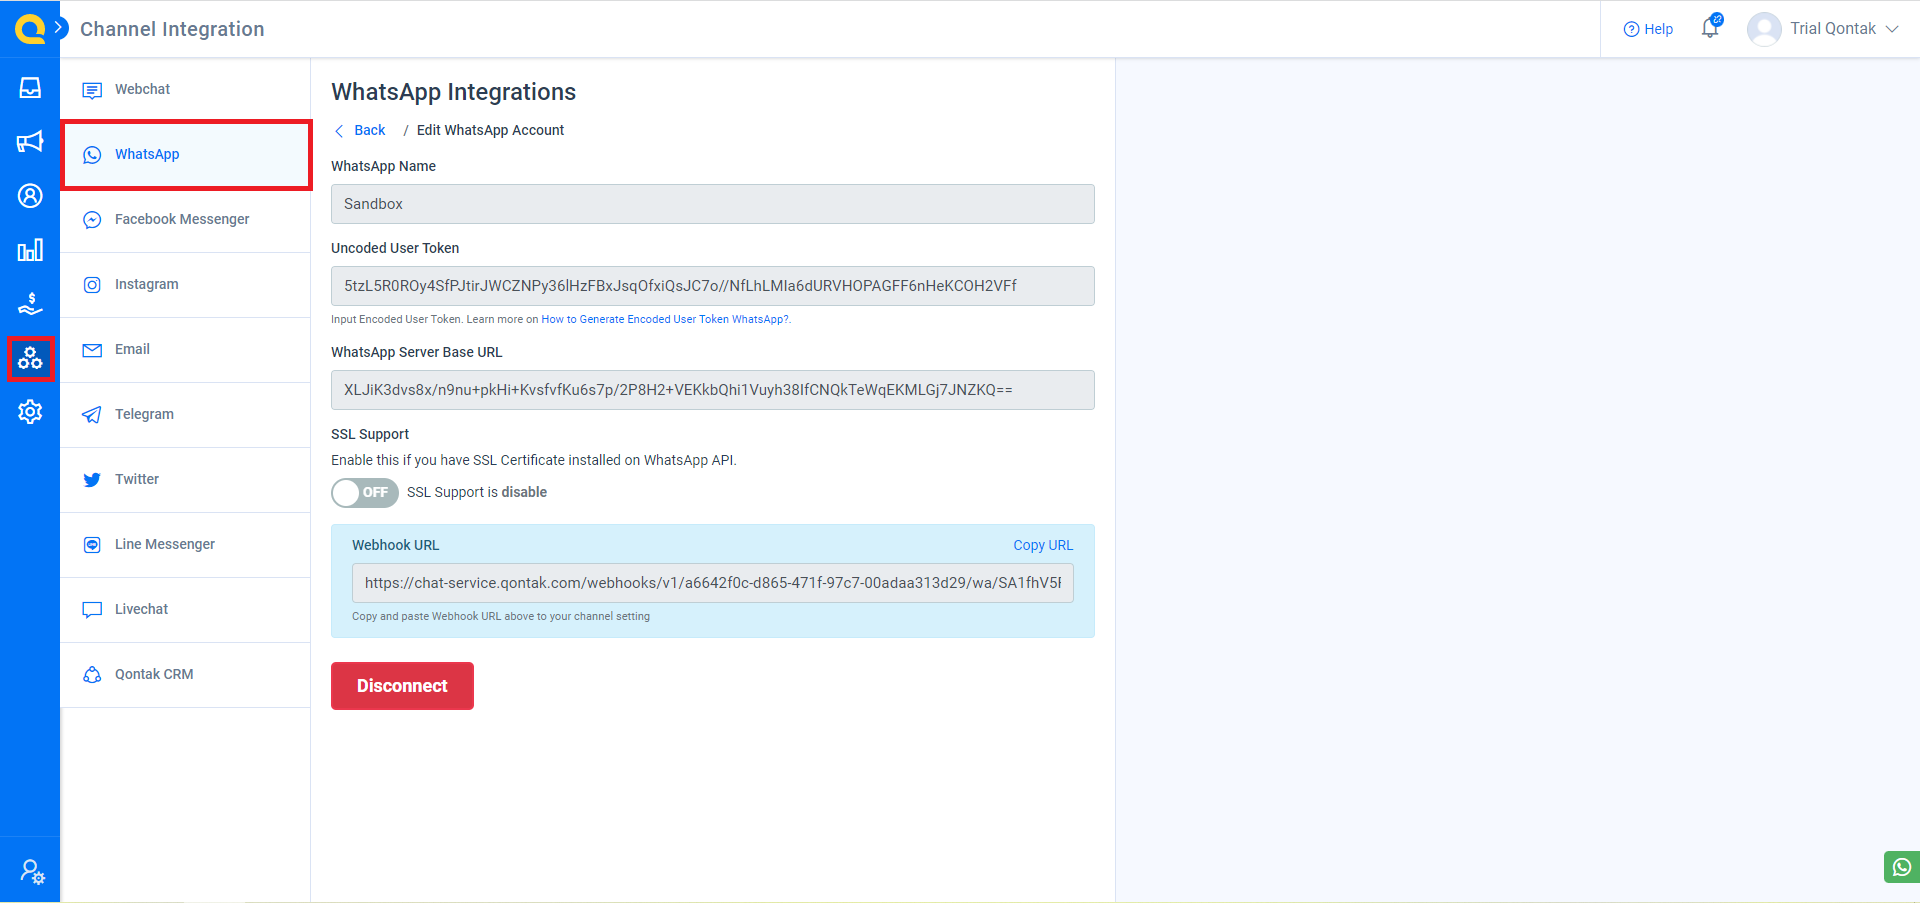 Channel Integration
Help
Trial Qontak
Webchat
WhatsApp
Facebook Messenger
Instagram
Email
Telegram
Twitter
Line Messenger
Livechat
Qontak CRM
WhatsApp Integrations
Back / Edit WhatsApp Account
WhatsApp Name
Sandbox
Uncoded User Token
5tzL5R0ROy4SfPJtirJWCZNPy36lHzFBxJsqOfxiQsJC7o//NfLhLMIa6dURVHOPAGFF6nHeKCOH2VFf
Input Encoded User Token. Learn more on How to Generate Encoded User Token WhatsApp?.
WhatsApp Server Base URL
XLJiK3dvs8x/n9nu+pkHi+KvsfvfKu6s7p/2P8H2+VEKkbQhi1Vuyh38IfCNQkTeWqEKMLGj7JNZKQ==
SSL Support
Enable this if you have SSL Certificate installed on WhatsApp API.
OFF SSL Support is disable
Webhook URL
Copy URL
https://chat-service.qontak.com/webhooks/v1/a6642f0c-d865-471f-97c7-00adaa313d29/wa/SA1fhV5
Copy and paste Webhook URL above to your channel setting
Disconnect